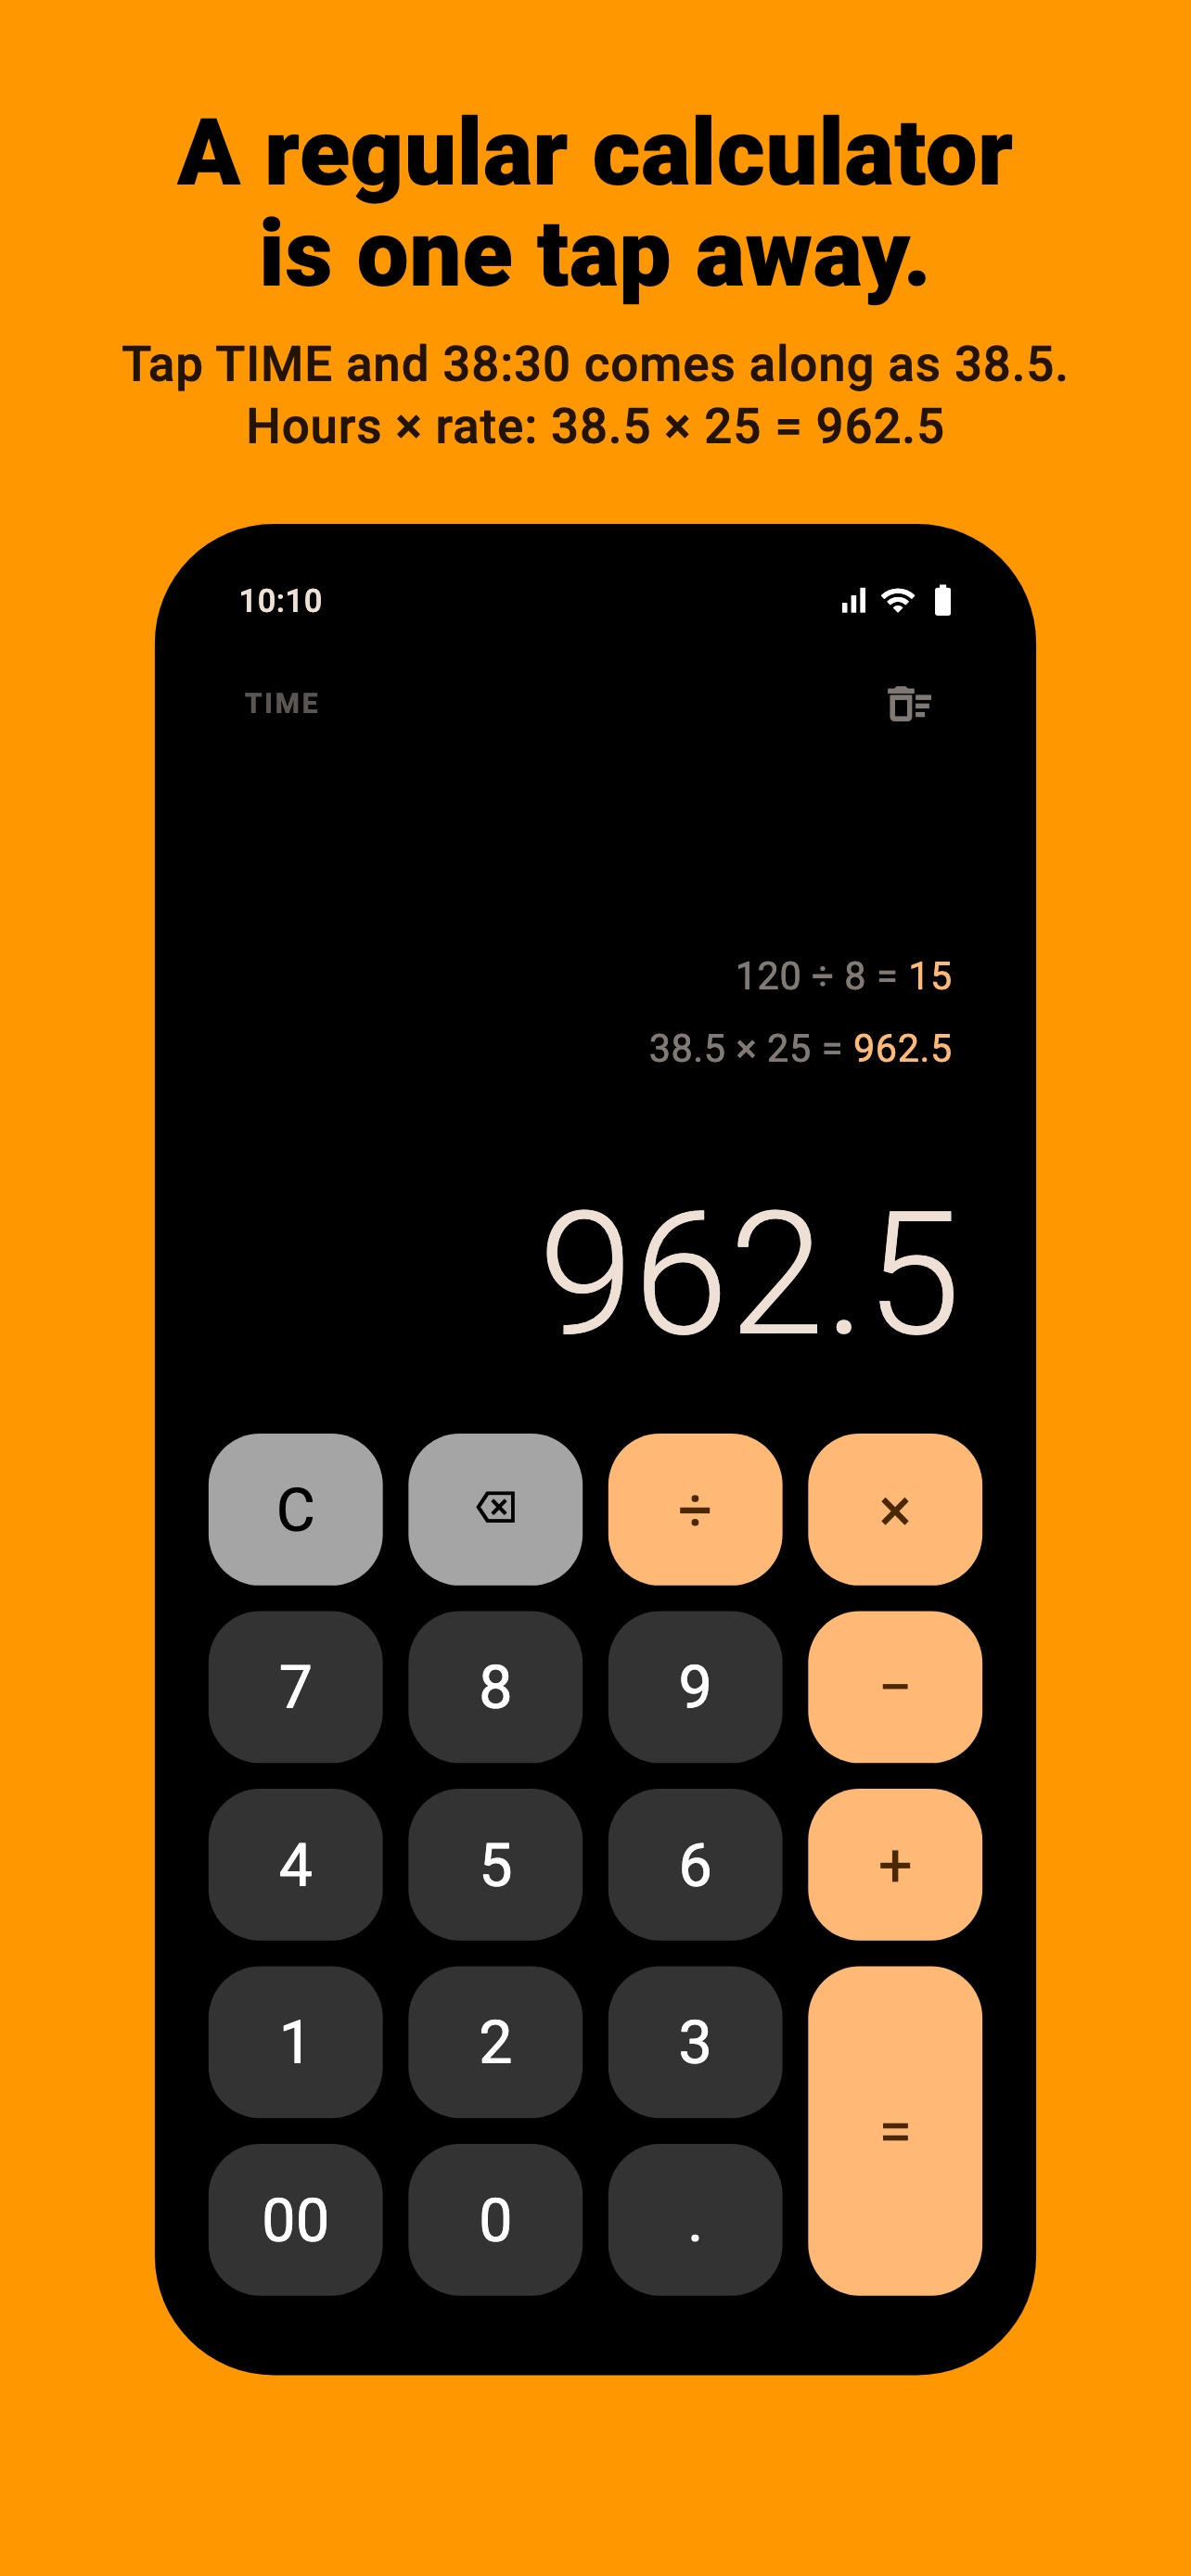 A regular calculator
is one tap away.
Tap TIME and 38:30 comes along as 38.5.
Hours × rate: 38.5 × 25 = 962.5
10:10
TIME
120 ÷ 8 = 15
38.5 × 25 = 962.5
962.5
C ÷ ×
7 8 9 −
4 5 6 +
1 2 3
=
00 0 .